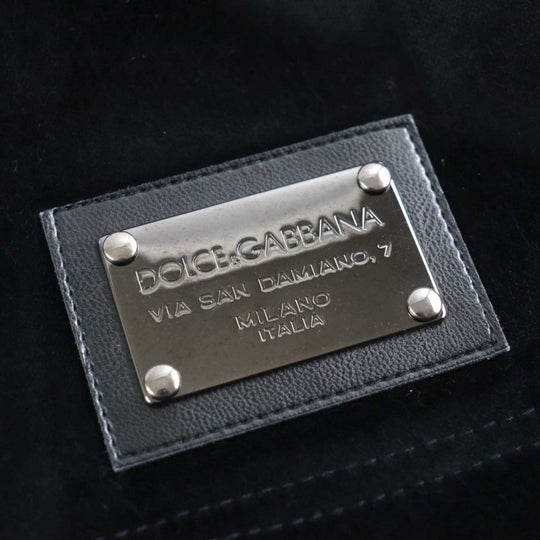 DOLCE&GABBANA
VIA SAN DAMIANO, 7
MILANO
ITALIA